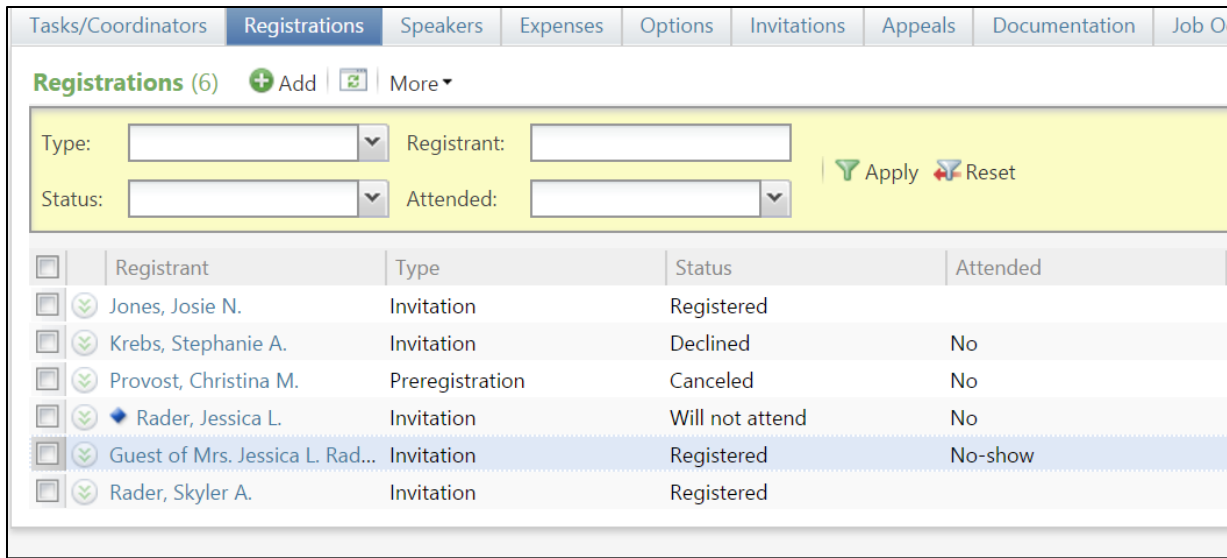 Tasks/Coordinators Registrations Speakers Expenses Options Invitations Appeals Documentation Job O
Registrations (6) Add More
Type: Registrant:
Apply Reset
Status: Attended:
Registrant Type Status Attended
Jones, Josie N. Invitation Registered
Krebs, Stephanie A. Invitation Declined No
Provost, Christina M. Preregistration Canceled No
Rader, Jessica L. Invitation Will not attend No
Guest of Mrs. Jessica L. Rad... Invitation Registered No-show
Rader, Skyler A. Invitation Registered